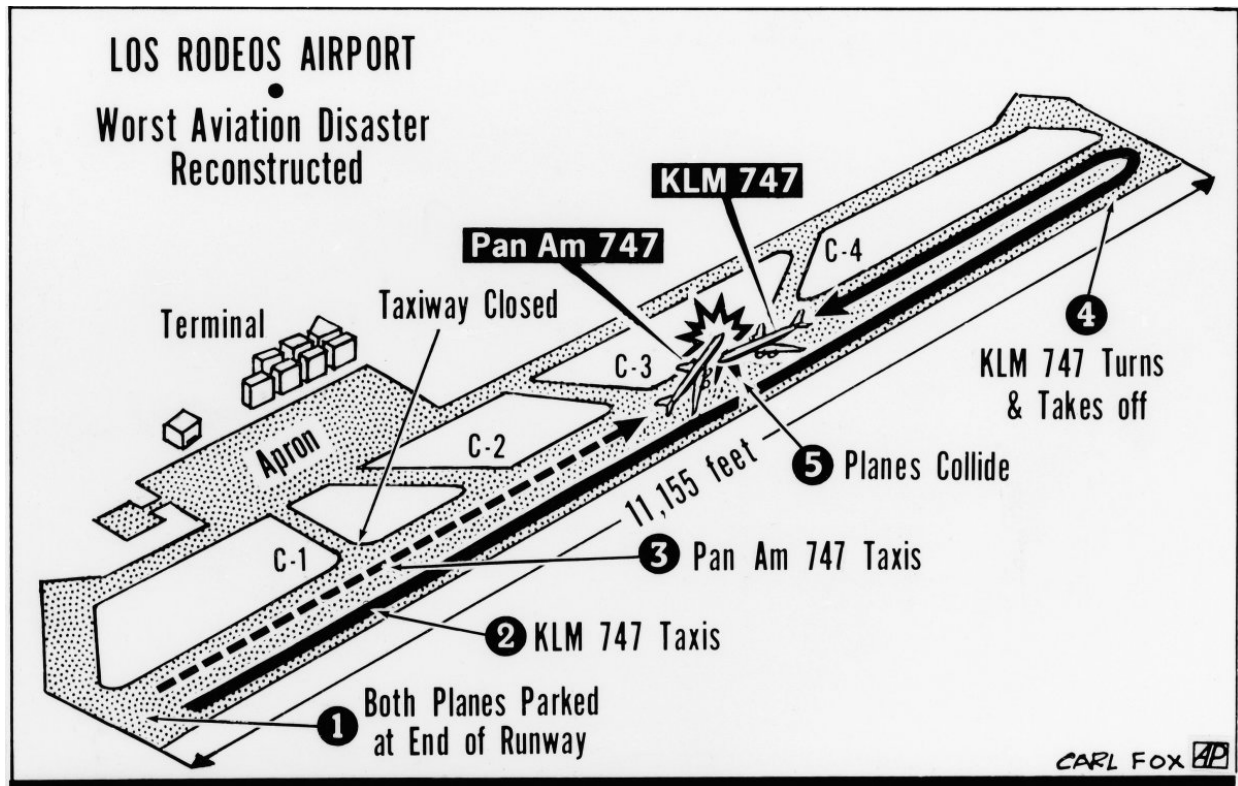 LOS RODEOS AIRPORT
•
Worst Aviation Disaster
Reconstructed
KLM 747
Pan Am 747
Taxiway Closed
Terminal
Apron
C-1
C-2
C-3
C-4
4
KLM 747 Turns
& Takes off
5 Planes Collide
11,155 feet
3 Pan Am 747 Taxis
2 KLM 747 Taxis
1 Both Planes Parked
at End of Runway
CARL FOX AP